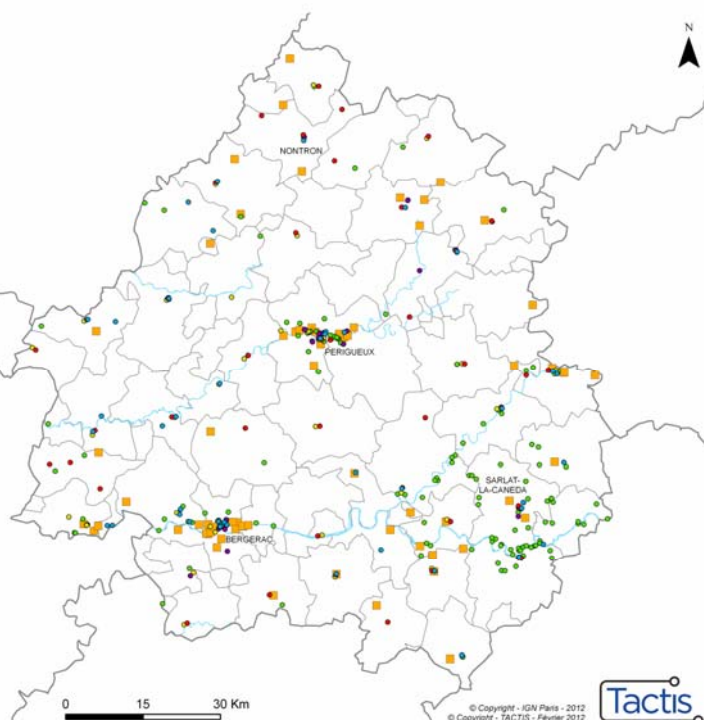 N
NONTRON
PERIGUEUX
SARLAT-
LA-CANEDA
BERGERAC
0 15 30 Km
© Copyright - IGN Paris - 2012
© Copyright - TACTIS - Février 2012
Tactis